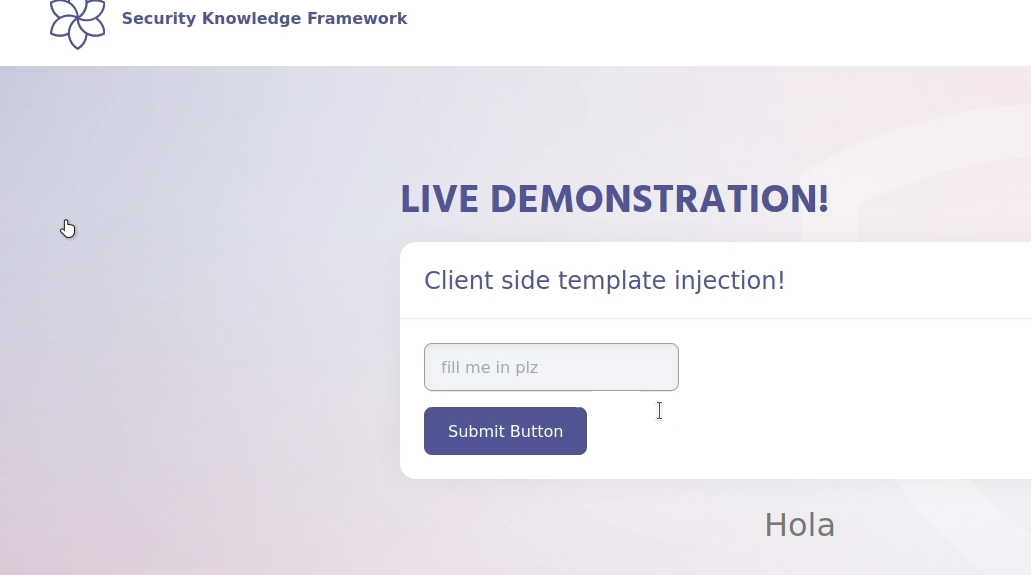 Security Knowledge Framework
LIVE DEMONSTRATION!
Client side template injection!
fill me in plz
Submit Button
Hola